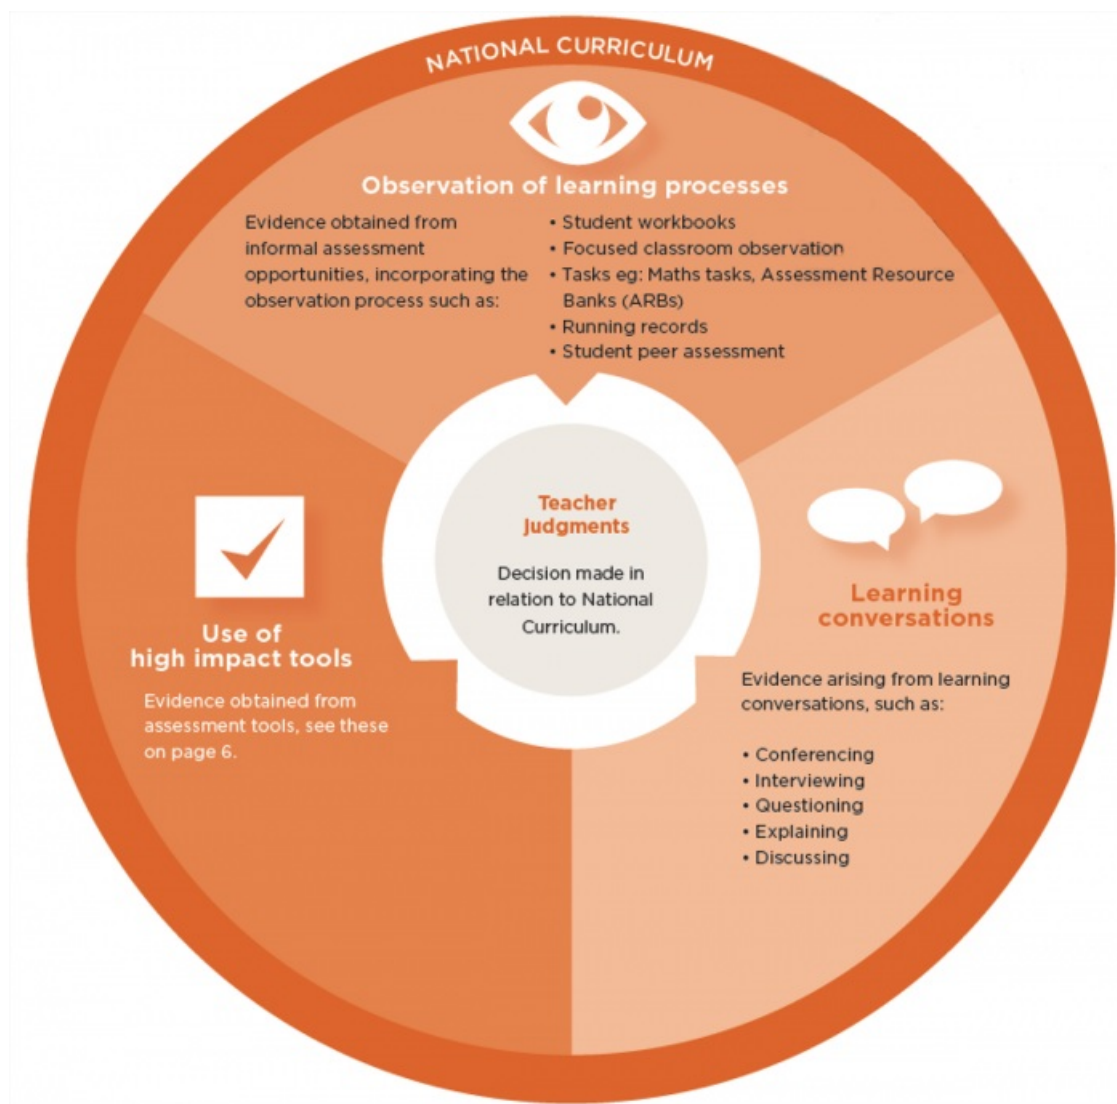 NATIONAL CURRICULUM
Observation of learning processes
Evidence obtained from
informal assessment
opportunities, incorporating the
observation process such as:
• Student workbooks
• Focused classroom observation
• Tasks eg: Maths tasks, Assessment Resource
Banks (ARBs)
• Running records
• Student peer assessment
Teacher
judgments
Decision made in
relation to National
Curriculum.
Use of
high impact tools
Evidence obtained from
assessment tools, see these
on page 6.
Learning
conversations
Evidence arising from learning
conversations, such as:
• Conferencing
• Interviewing
• Questioning
• Explaining
• Discussing